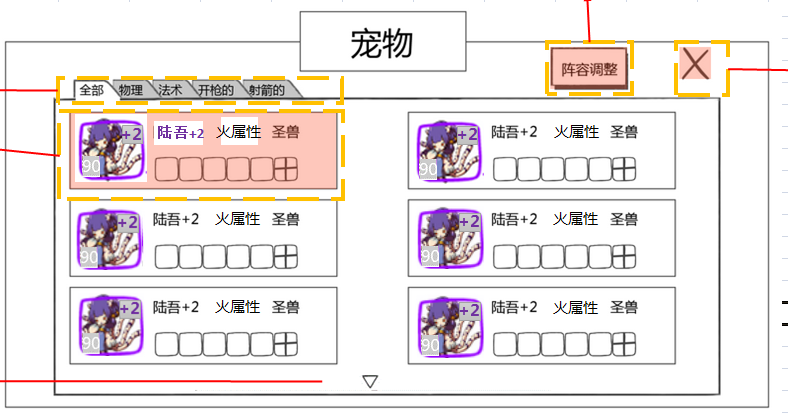 宠物
阵容调整
全部 物理 法术 开枪的 射箭的
+2 陆吾+2 火属性 圣兽
90
+2 陆吾+2 火属性 圣兽
90
+2 陆吾+2 火属性 圣兽
90
+2 陆吾+2 火属性 圣兽
90
+2 陆吾+2 火属性 圣兽
90
+2 陆吾+2 火属性 圣兽
90